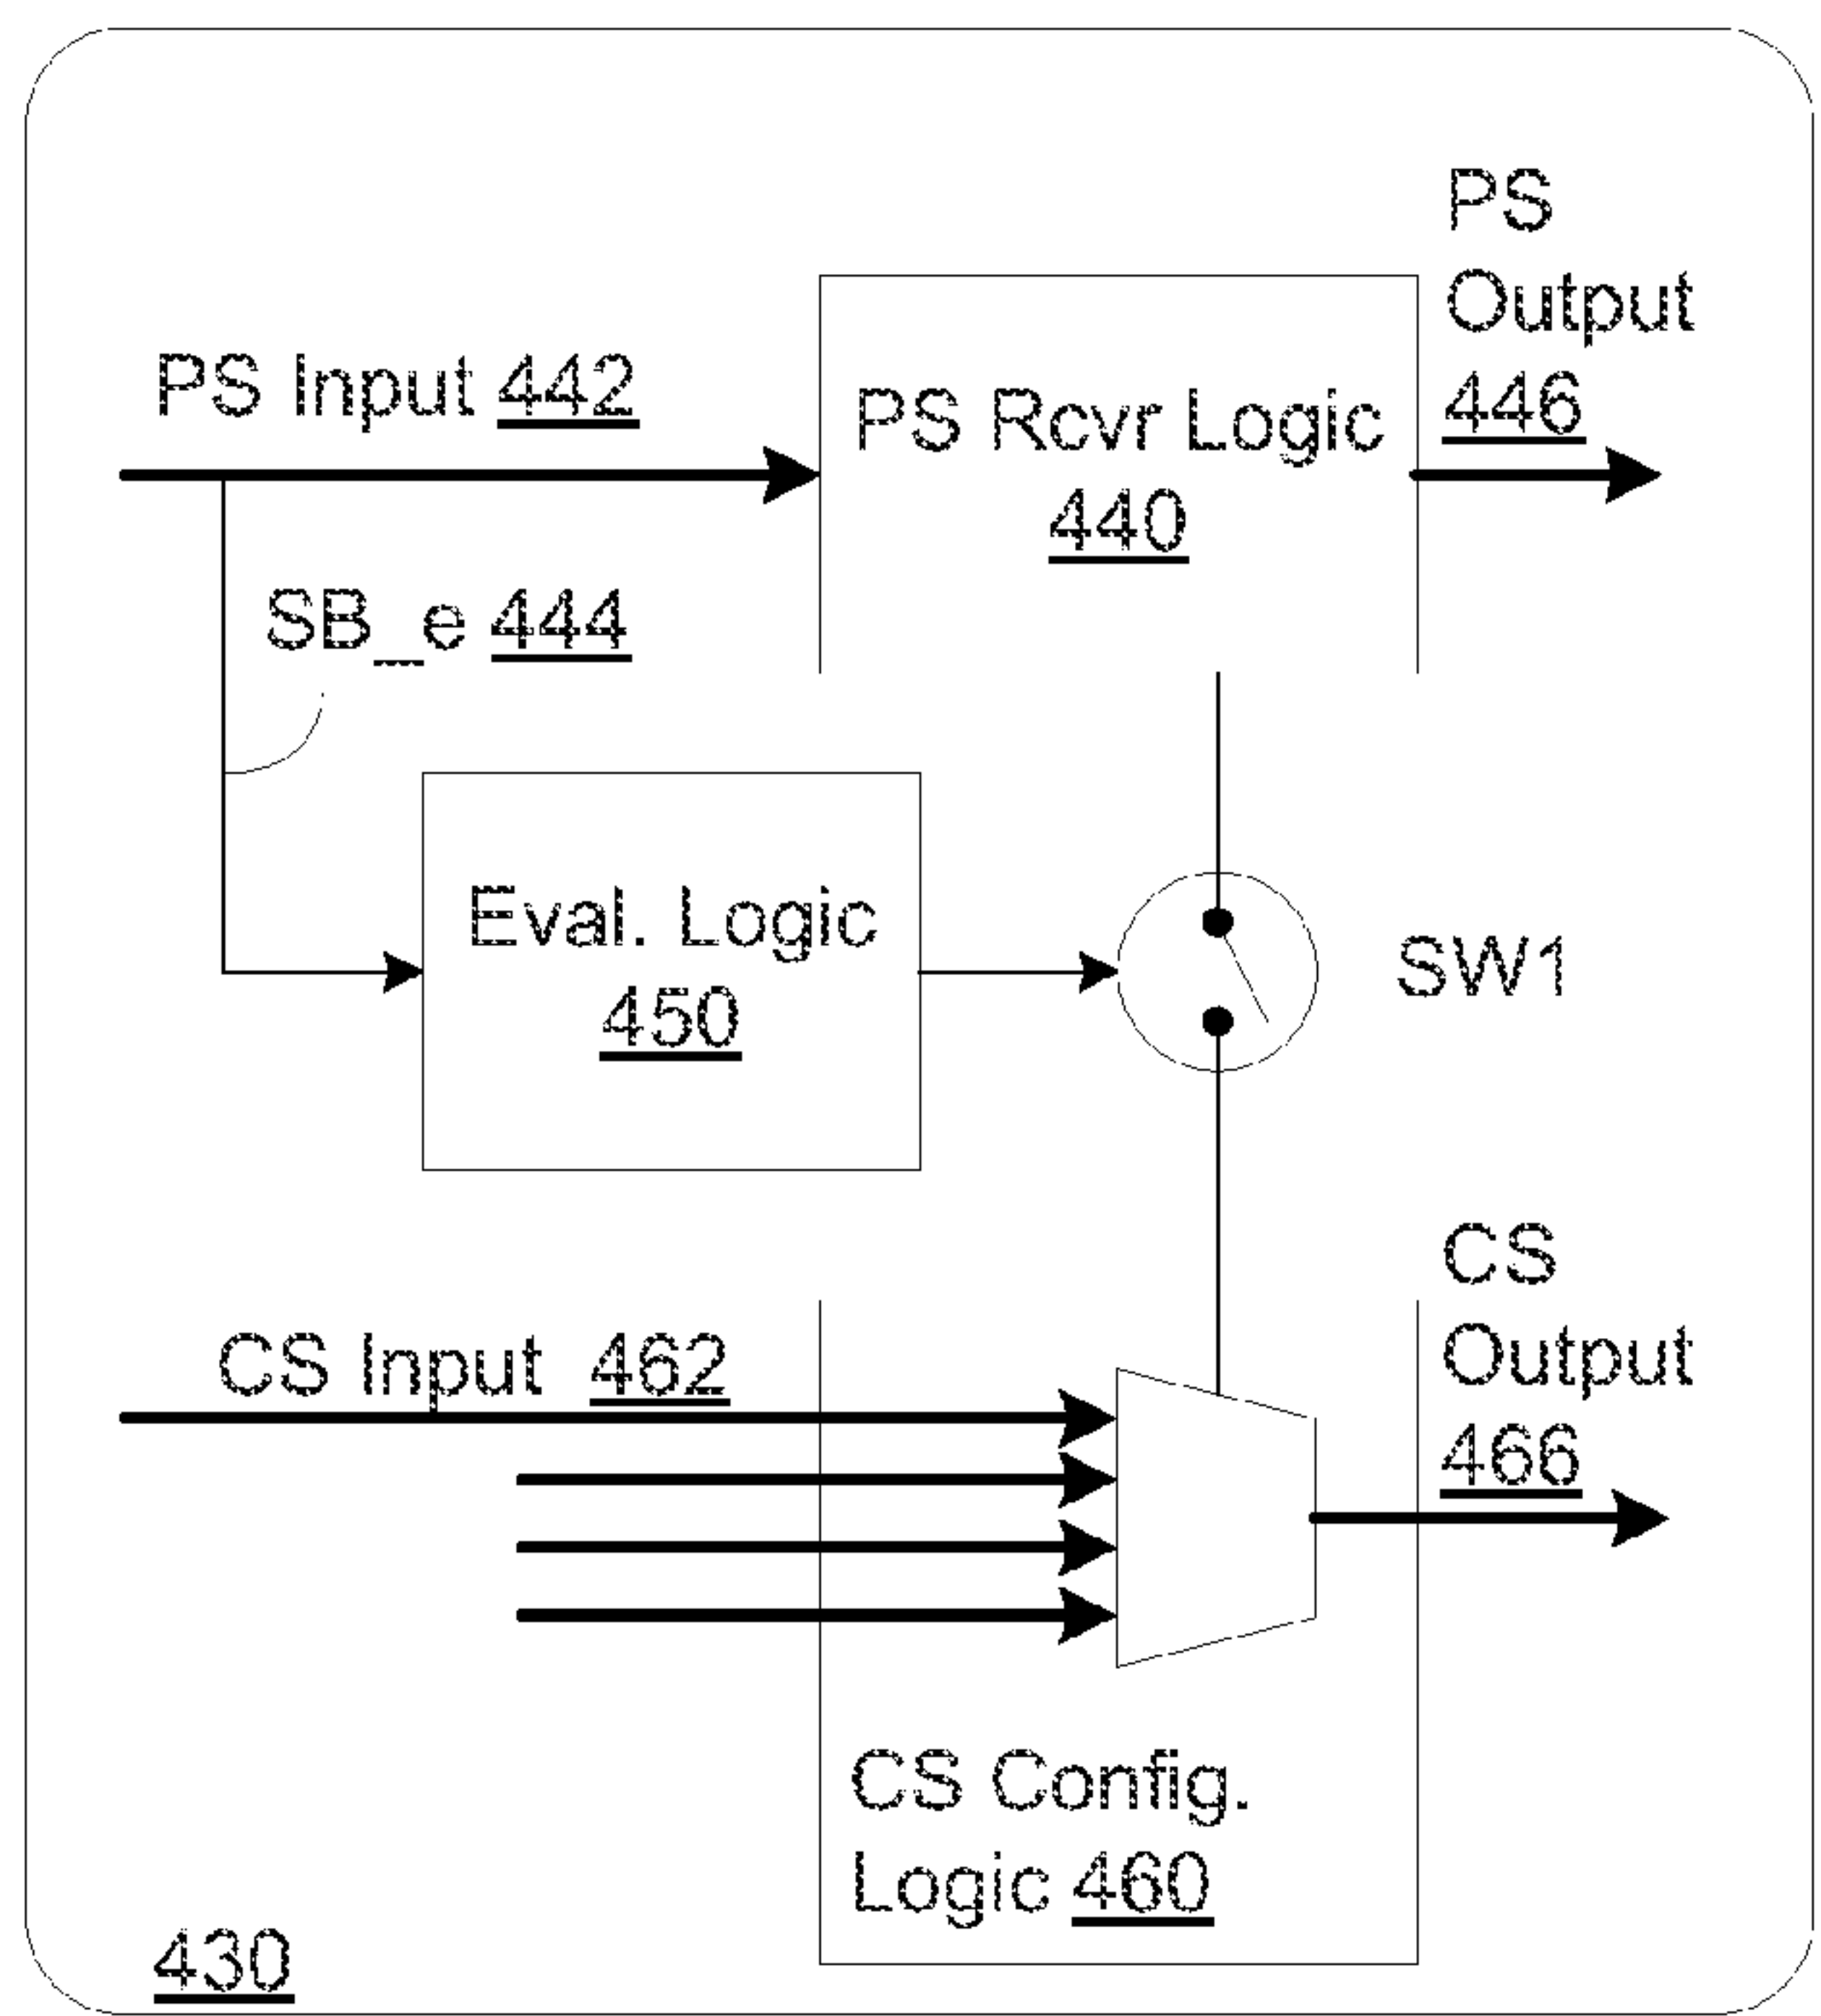 PS
Output
446
PS Input 442
PS Rcvr Logic
440
SB_e 444
Eval. Logic
450
SW1
CS
Output
466
CS Input 462
CS Config.
Logic 460
430